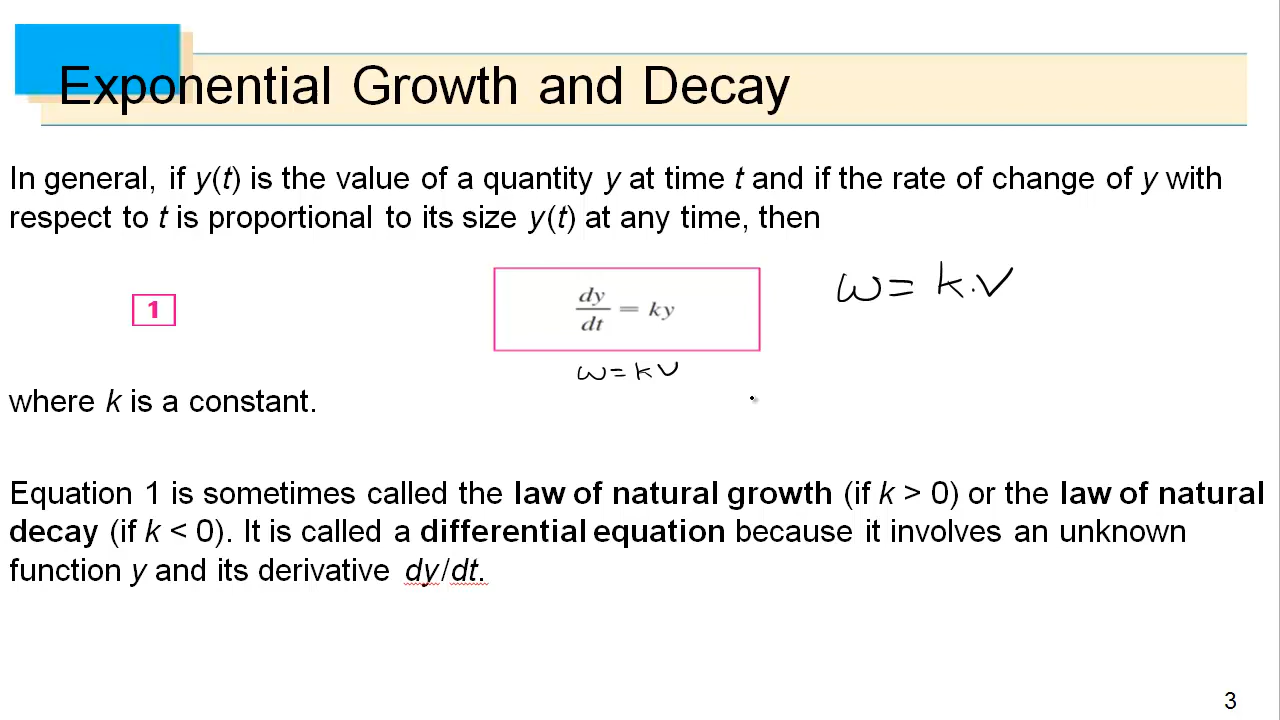 Exponential Growth and Decay
In general, if y(t) is the value of a quantity y at time t and if the rate of change of y with
respect to t is proportional to its size y(t) at any time, then
1
dy/dt = ky
ω = k.v
ω = kv
where k is a constant.
Equation 1 is sometimes called the law of natural growth (if k > 0) or the law of natural
decay (if k < 0). It is called a differential equation because it involves an unknown
function y and its derivative dy/dt.
3